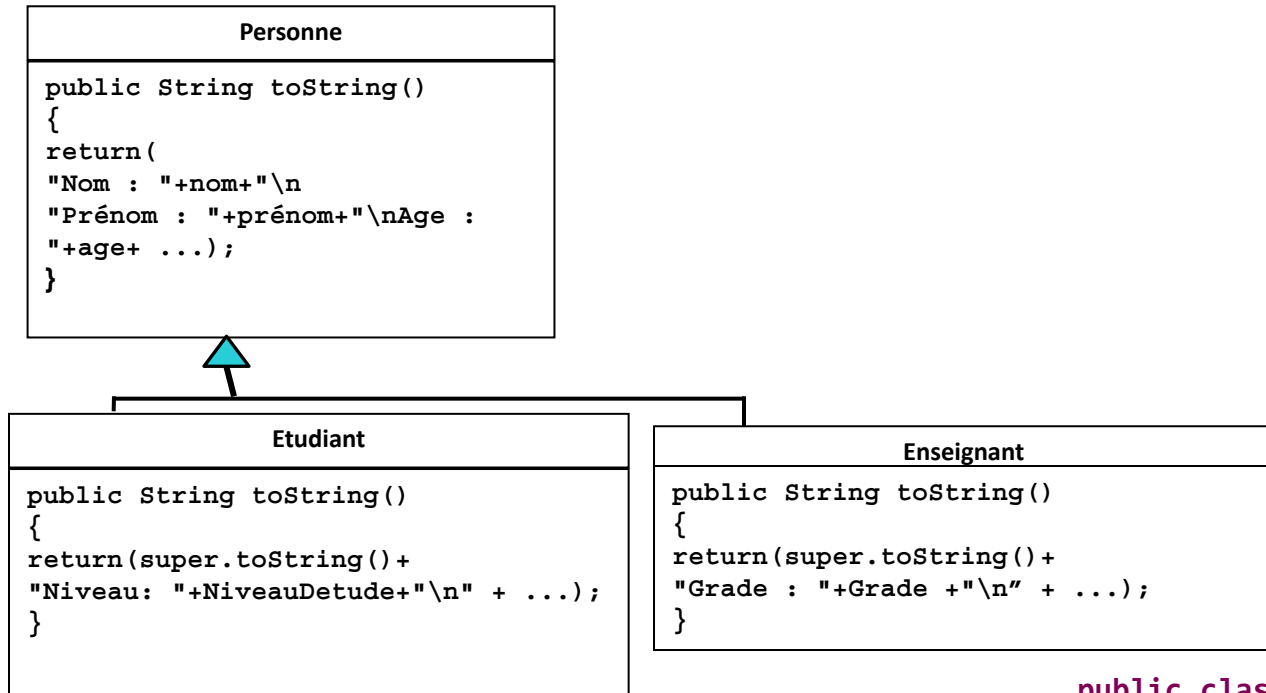 Personne
public String toString()
{
return(
"Nom : "+nom+"\n
"Prénom : "+prénom+"\nAge :
"+age+ ...);
}
Etudiant
public String toString()
{
return(super.toString()+
"Niveau: "+NiveauDetude+"\n" + ...);
}
Enseignant
public String toString()
{
return(super.toString()+
"Grade : "+Grade +"\n” + ...);
}
public clas